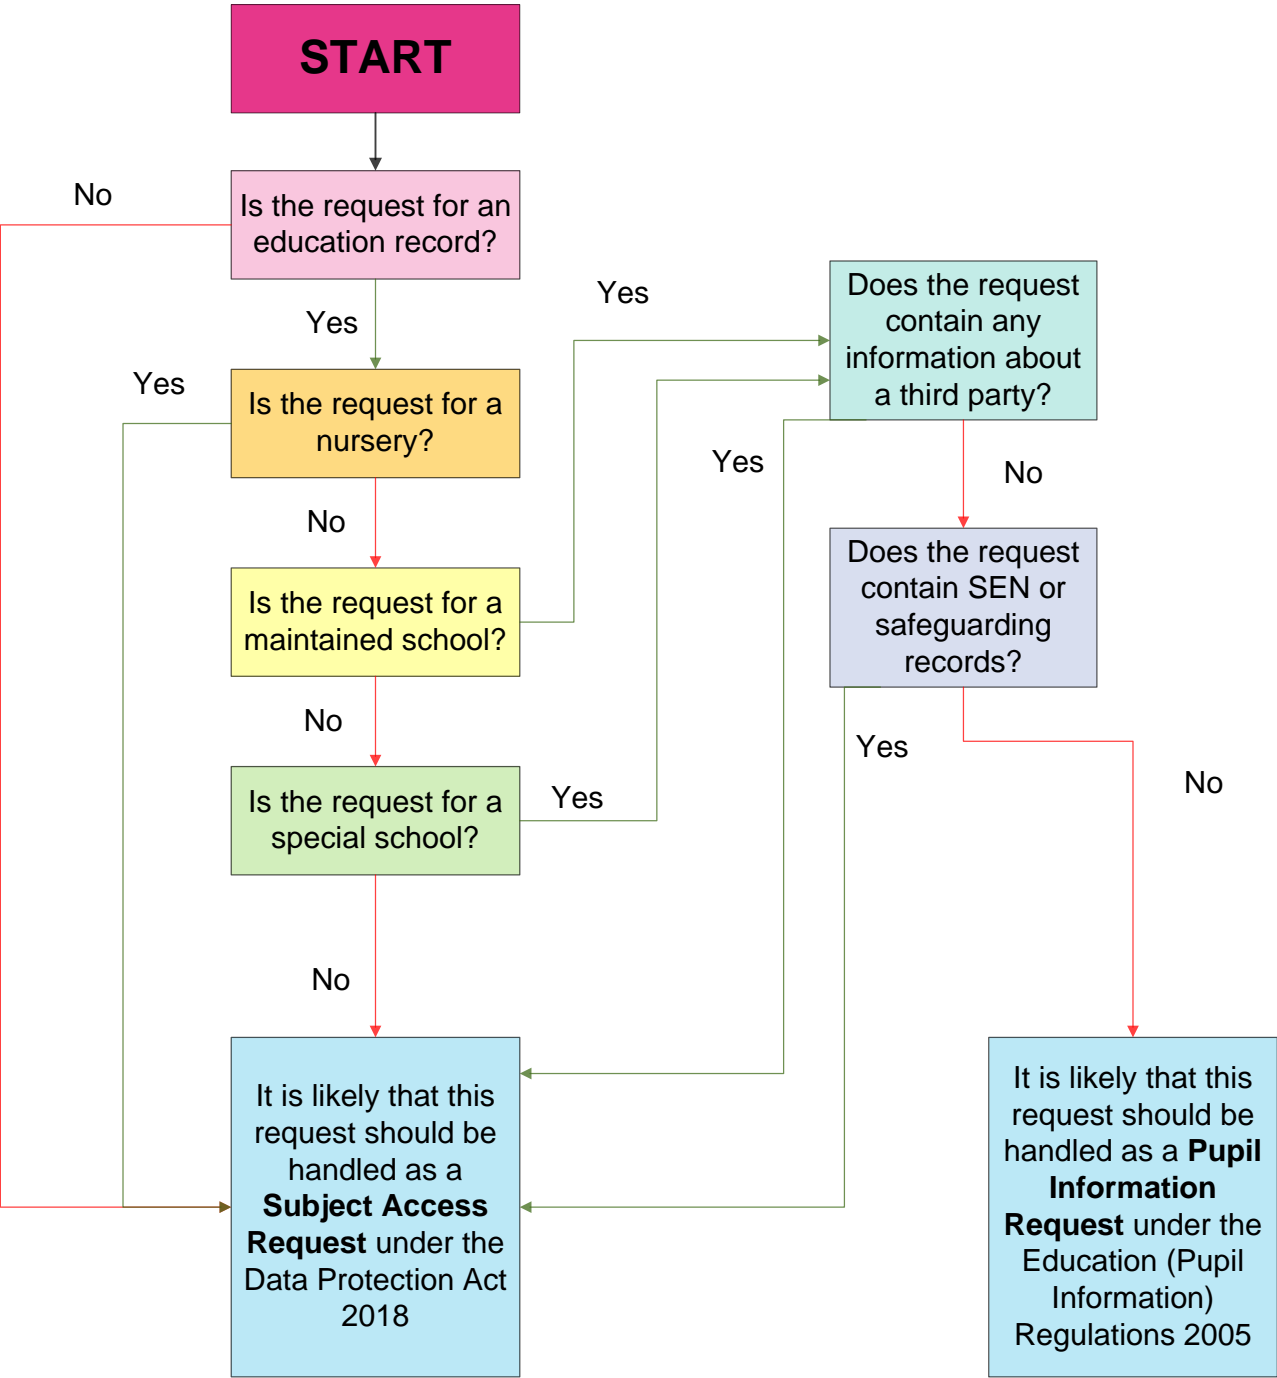 START
No
Is the request for an
education record?
Yes
Yes
Is the request for a
nursery?
No
Is the request for a
maintained school?
Yes
No
Is the request for a
special school?
Yes
No
Does the request
contain any
information about
a third party?
Yes
No
Does the request
contain SEN or
safeguarding
records?
Yes
No
It is likely that this
request should be
handled as a
Subject Access
Request under the
Data Protection Act
2018
It is likely that this
request should be
handled as a Pupil
Information
Request under the
Education (Pupil
Information)
Regulations 2005